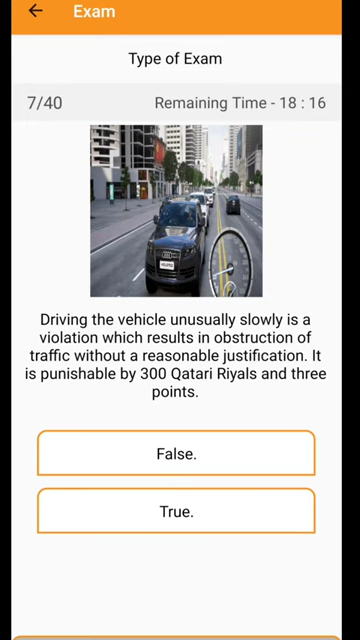 Exam
Type of Exam
7/40
Remaining Time - 18 : 16
Driving the vehicle unusually slowly is a
violation which results in obstruction of
traffic without a reasonable justification. It
is punishable by 300 Qatari Riyals and three
points.
False.
True.